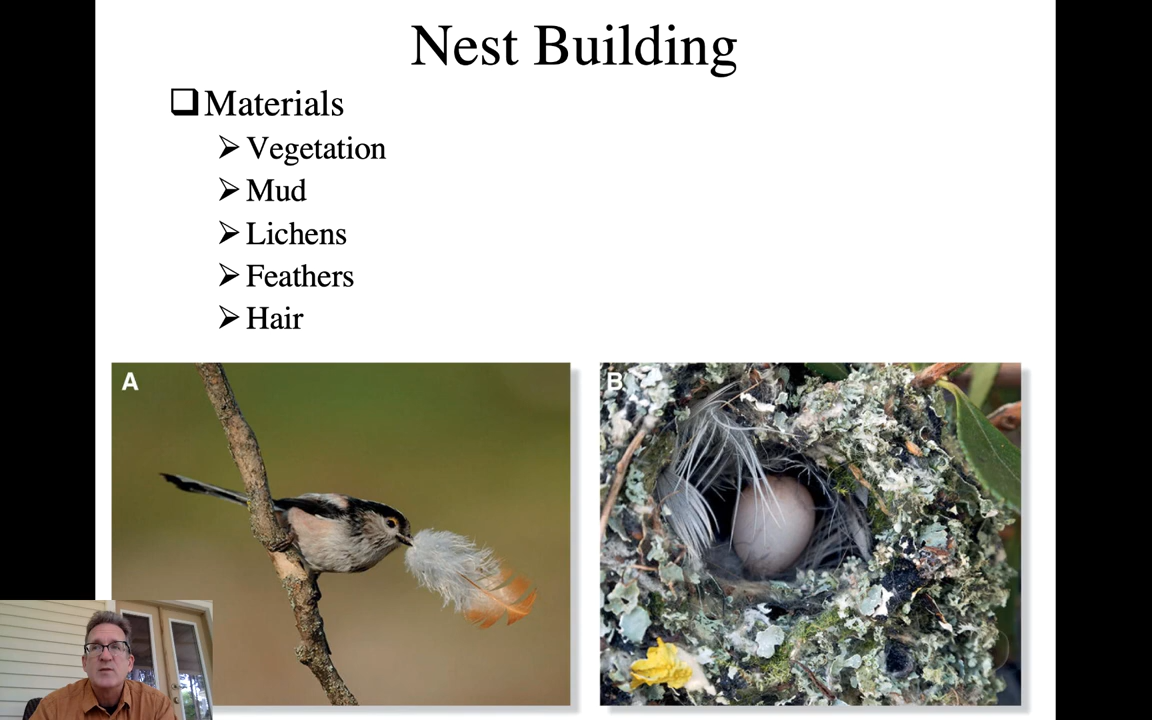 Nest Building
Materials
Vegetation
Mud
Lichens
Feathers
Hair
A
B